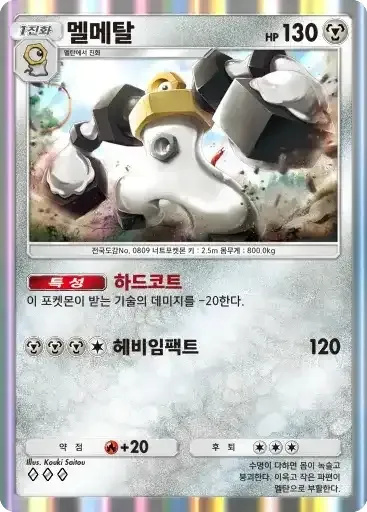 1진화
멜메탈
HP 130
멜탄에서 진화
전국도감No. 0809 너트포켓몬 키 : 2.5m 몸무게 : 800.0kg
특성 하드코트
이 포켓몬이 받는 기술의 데미지를 -20한다.
헤비임팩트 120
약점 +20 후퇴
Illus. Kouki Saitou
수명이 다하면 몸이 녹슬고
붕괴한다. 이윽고 작은 파편이
멜탄으로 부활한다.